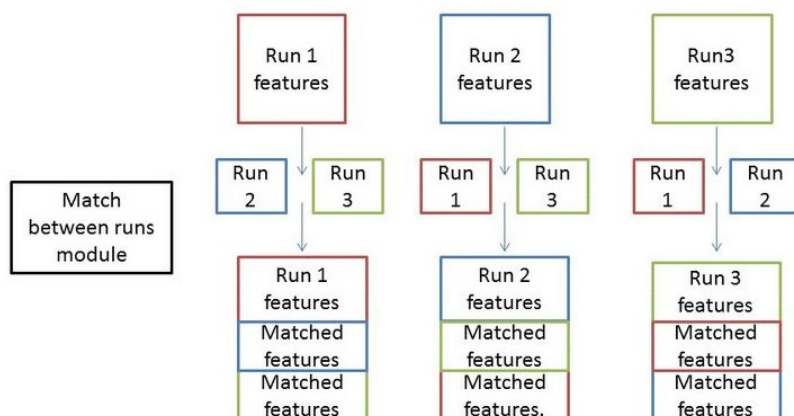 Run 1
features
Run 2
features
Run3
features
Match
between runs
module
Run
2
Run
3
Run
1
Run
3
Run
1
Run
2
Run 1
features
Matched
features
Matched
features
Run 2
features
Matched
features
Matched
features.
Run 3
features
Matched
features
Matched
features